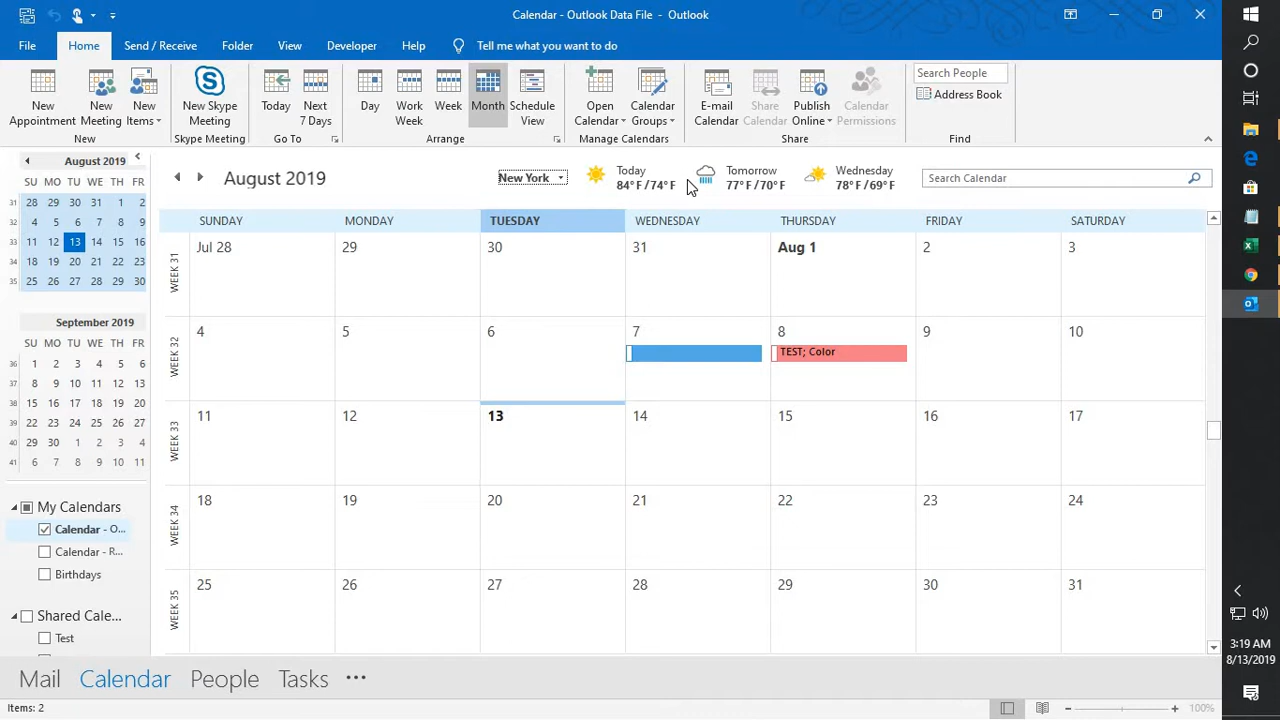 Calendar - Outlook Data File - Outlook
File Home Send / Receive Folder View Developer Help Tell me what you want to do
New Appointment
New Meeting
New Items
New
New Skype Meeting
Skype Meeting
Today
Next 7 Days
Go To
Day
Work Week
Week
Month
Schedule View
Arrange
Open Calendar
Calendar Groups
Manage Calendars
E-mail Calendar
Share Calendar
Publish Online
Calendar Permissions
Share
Search People
Address Book
Find
August 2019
SU MO TU WE TH FR SA
31 28 29 30 31 1 2
32 4 5 6 7 8 9
33 11 12 13 14 15 16
34 18 19 20 21 22 23
35 25 26 27 28 29 30
September 2019
SU MO TU WE TH FR SA
36 1 2 3 4 5 6
37 8 9 10 11 12 13
38 15 16 17 18 19 20
39 22 23 24 25 26 27
40 29 30 1 2 3 4
41 6 7 8 9 10 11
My Calendars
Calendar - O...
Calendar - R...
Birthdays
Shared Cale...
Test
August 2019
New York
Today
84°F/74°F
Tomorrow
77°F/70°F
Wednesday
78°F/69°F
Search Calendar
SUNDAY MONDAY TUESDAY WEDNESDAY THURSDAY FRIDAY SATURDAY
WEEK 31
Jul 28 29 30 31 Aug 1 2 3
WEEK 32
4 5 6 7 8 9 10
TEST; Color
WEEK 33
11 12 13 14 15 16 17
WEEK 34
18 19 20 21 22 23 24
WEEK 35
25 26 27 28 29 30 31
Mail Calendar People Tasks •••
Items: 2
100%
3:19 AM
8/13/2019